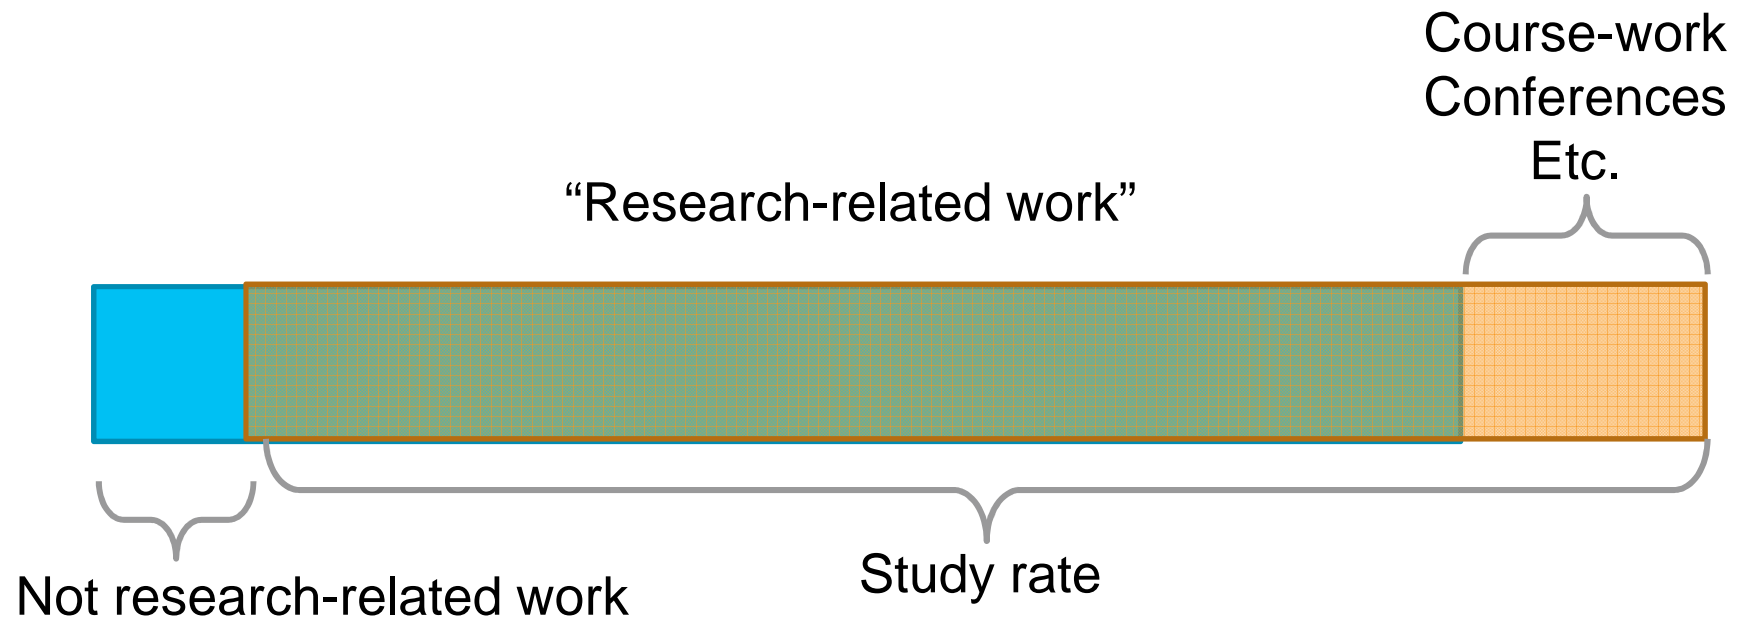 Course-work
Conferences
Etc.
“Research-related work”
Study rate
Not research-related work